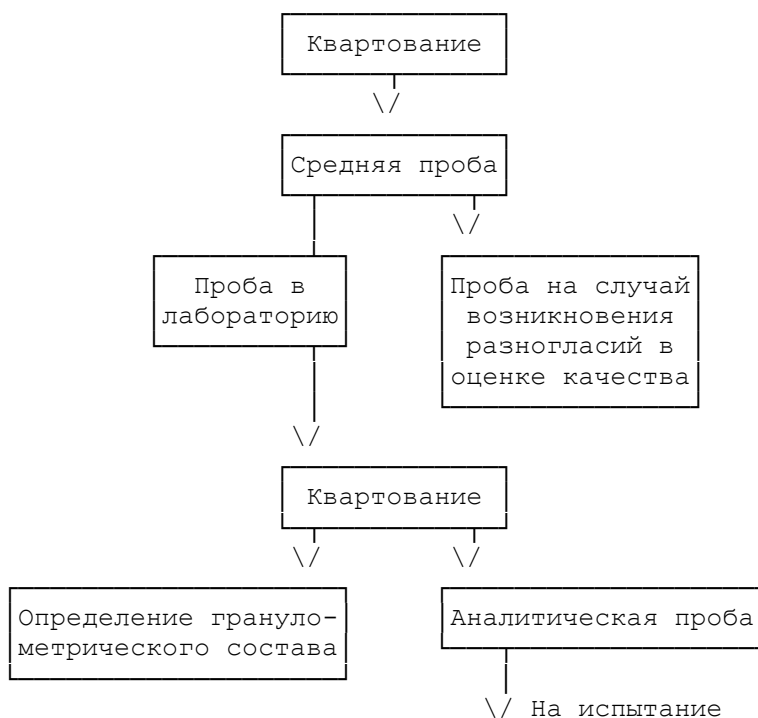 Квартование
Средняя проба
Проба в
лабораторию
Проба на случай
возникновения
разногласий в
оценке качества
Квартование
Определение грануло-
метрического состава
Аналитическая проба
На испытание